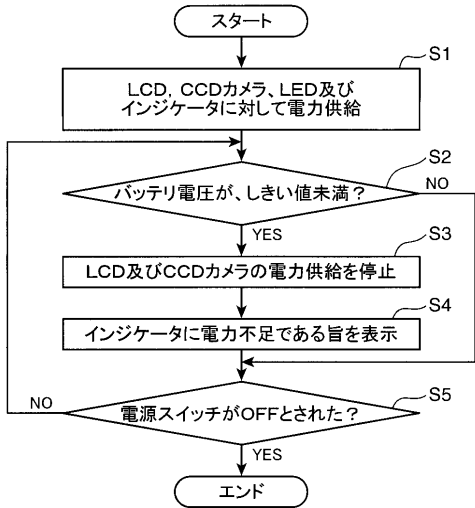 スタート
S1
LCD，CCDカメラ、LED及び
インジケータに対して電力供給
S2
バッテリ電圧が、しきい値未満？
NO
YES
S3
LCD及びCCDカメラの電力供給を停止
S4
インジケータに電力不足である旨を表示
S5
電源スイッチがOFFとされた？
NO
YES
エンド